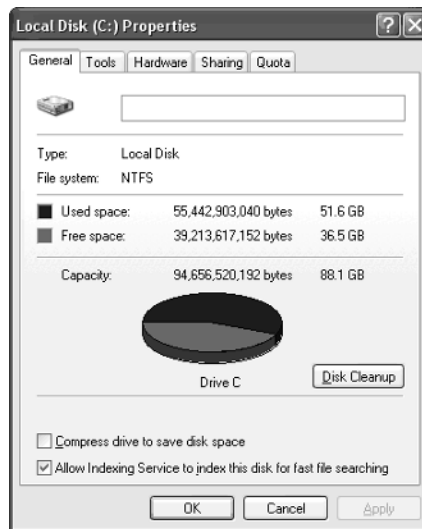 Local Disk (C:) Properties
General Tools Hardware Sharing Quota
Type: Local Disk
File system: NTFS
Used space: 55,442,903,040 bytes 51.6 GB
Free space: 39,213,617,152 bytes 36.5 GB
Capacity: 94,656,520,192 bytes 88.1 GB
Drive C
Disk Cleanup
Compress drive to save disk space
Allow Indexing Service to index this disk for fast file searching
OK Cancel Apply